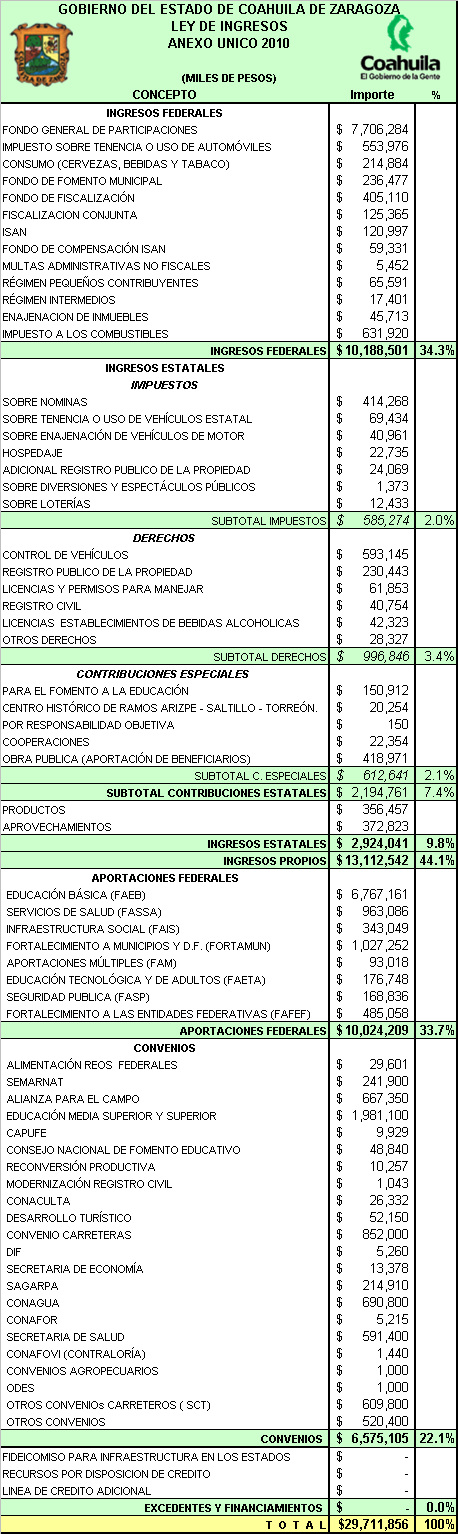 GOBIERNO DEL ESTADO DE COAHUILA DE ZARAGOZA
LEY DE INGRESOS
ANEXO UNICO 2010
Coahuila
El Gobierno de la Gente
(MILES DE PESOS)
CONCEPTO Importe %
INGRESOS FEDERALES
FONDO GENERAL DE PARTICIPACIONES $ 7,706,284
IMPUESTO SOBRE TENENCIA O USO DE AUTOMÓVILES $ 553,976
CONSUMO (CERVEZAS, BEBIDAS Y TABACO) $ 214,884
FONDO DE FOMENTO MUNICIPAL $ 236,477
FONDO DE FISCALIZACIÓN $ 405,110
FISCALIZACION CONJUNTA $ 125,365
ISAN $ 120,997
FONDO DE COMPENSACIÓN ISAN $ 59,331
MULTAS ADMINISTRATIVAS NO FISCALES $ 5,452
RÉGIMEN PEQUEÑOS CONTRIBUYENTES $ 65,591
RÉGIMEN INTERMEDIOS $ 17,401
ENAJENACION DE INMUEBLES $ 45,713
IMPUESTO A LOS COMBUSTIBLES $ 631,920
INGRESOS FEDERALES $ 10,188,501 34.3%
INGRESOS ESTATALES
IMPUESTOS
SOBRE NOMINAS $ 414,268
SOBRE TENENCIA O USO DE VEHÍCULOS ESTATAL $ 69,434
SOBRE ENAJENACIÓN DE VEHÍCULOS DE MOTOR $ 40,961
HOSPEDAJE $ 22,735
ADICIONAL REGISTRO PUBLICO DE LA PROPIEDAD $ 24,069
SOBRE DIVERSIONES Y ESPECTÁCULOS PÚBLICOS $ 1,373
SOBRE LOTERÍAS $ 12,433
SUBTOTAL IMPUESTOS $ 585,274 2.0%
DERECHOS
CONTROL DE VEHÍCULOS $ 593,145
REGISTRO PUBLICO DE LA PROPIEDAD $ 230,443
LICENCIAS Y PERMISOS PARA MANEJAR $ 61,853
REGISTRO CIVIL $ 40,754
LICENCIAS ESTABLECIMIENTOS DE BEBIDAS ALCOHOLICAS $ 42,323
OTROS DERECHOS $ 28,327
SUBTOTAL DERECHOS $ 996,846 3.4%
CONTRIBUCIONES ESPECIALES
PARA EL FOMENTO A LA EDUCACIÓN $ 150,912
CENTRO HISTÓRICO DE RAMOS ARIZPE - SALTILLO - TORREÓN. $ 20,254
POR RESPONSABILIDAD OBJETIVA $ 150
COOPERACIONES $ 22,354
OBRA PUBLICA (APORTACIÓN DE BENEFICIARIOS) $ 418,971
SUBTOTAL C. ESPECIALES $ 612,641 2.1%
SUBTOTAL CONTRIBUCIONES ESTATALES $ 2,194,761 7.4%
PRODUCTOS $ 356,457
APROVECHAMIENTOS $ 372,823
INGRESOS ESTATALES $ 2,924,041 9.8%
INGRESOS PROPIOS $ 13,112,542 44.1%
APORTACIONES FEDERALES
EDUCACIÓN BÁSICA (FAEB) $ 6,767,161
SERVICIOS DE SALUD (FASSA) $ 963,086
INFRAESTRUCTURA SOCIAL (FAIS) $ 343,049
FORTALECIMIENTO A MUNICIPIOS Y D.F. (FORTAMUN) $ 1,027,252
APORTACIONES MÚLTIPLES (FAM) $ 93,018
EDUCACIÓN TECNOLÓGICA Y DE ADULTOS (FAETA) $ 176,748
SEGURIDAD PUBLICA (FASP) $ 168,836
FORTALECIMIENTO A LAS ENTIDADES FEDERATIVAS (FAFEF) $ 485,058
APORTACIONES FEDERALES $ 10,024,209 33.7%
CONVENIOS
ALIMENTACIÓN REOS FEDERALES $ 29,601
SEMARNAT $ 241,900
ALIANZA PARA EL CAMPO $ 667,350
EDUCACIÓN MEDIA SUPERIOR Y SUPERIOR $ 1,981,100
CAPUFE $ 9,929
CONSEJO NACIONAL DE FOMENTO EDUCATIVO $ 48,840
RECONVERSIÓN PRODUCTIVA $ 10,257
MODERNIZACIÓN REGISTRO CIVIL $ 1,043
CONACULTA $ 26,332
DESARROLLO TURÍSTICO $ 52,150
CONVENIO CARRETERAS $ 852,000
DIF $ 5,260
SECRETARIA DE ECONOMÍA $ 13,378
SAGARPA $ 214,910
CONAGUA $ 690,800
CONAFOR $ 5,215
SECRETARIA DE SALUD $ 591,400
CONAFOVI (CONTRALORÍA) $ 1,440
CONVENIOS AGROPECUARIOS $ 1,000
ODES $ 1,000
OTROS CONVENIOs CARRETEROS ( SCT) $ 609,800
OTROS CONVENIOS $ 520,400
CONVENIOS $ 6,575,105 22.1%
FIDEICOMISO PARA INFRAESTRUCTURA EN LOS ESTADOS $ -
RECURSOS POR DISPOSICION DE CREDITO $ -
LINEA DE CREDITO ADICIONAL $ -
EXCEDENTES Y FINANCIAMIENTOS $ - 0.0%
T O T A L $29,711,856 100%